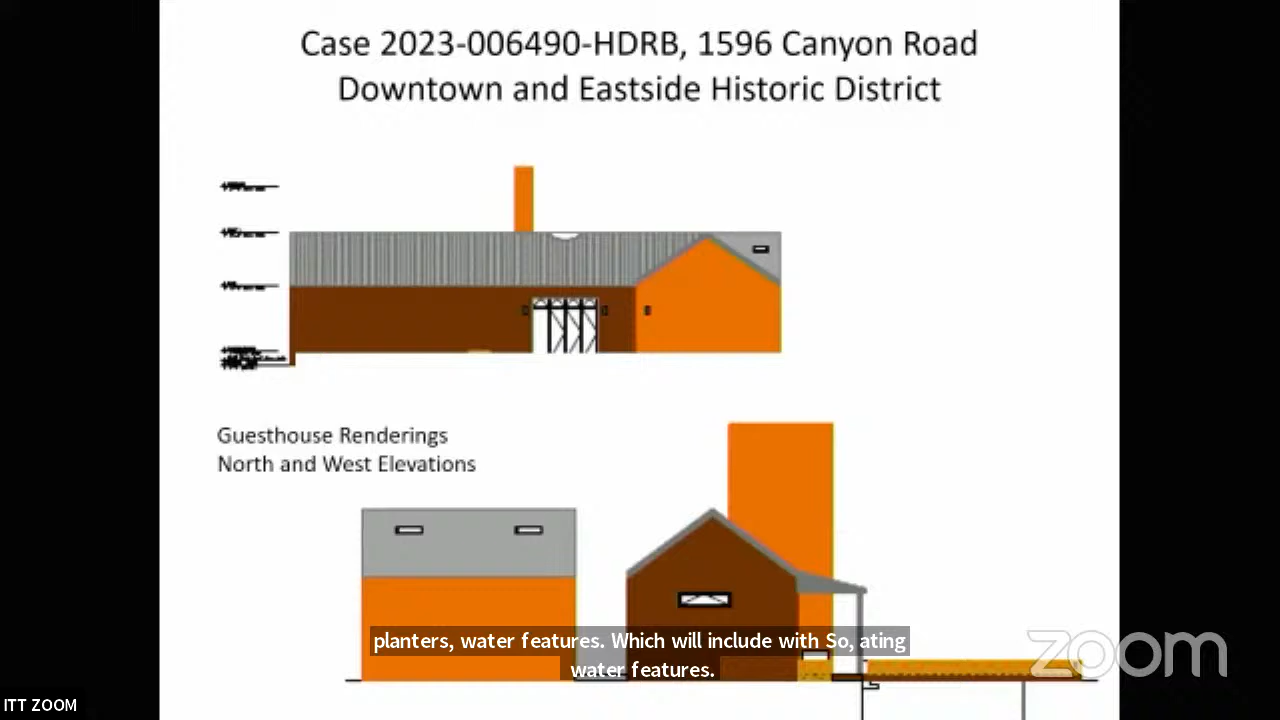 Case 2023-006490-HDRB, 1596 Canyon Road
Downtown and Eastside Historic District
Guesthouse Renderings
North and West Elevations
planters, water features. Which will include with So, ating
water features.
zoom
ITT ZOOM